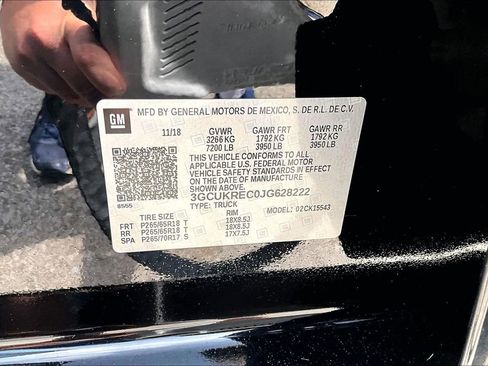 GM
MFD BY GENERAL MOTORS DE MEXICO, S DE R.L. DE C.V.
11/18 GVWR GAWR FRT GAWR RR
3266 KG 1792 KG 1792 KG
7200 LB 3950 LB 3950 LB
THIS VEHICLE CONFORMS TO ALL
APPLICABLE U.S. FEDERAL MOTOR
VEHICLE SAFETY STANDARDS IN EFFECT
ON THE DATE OF MANUFACTURE
3GCUKREC0JG628222
TYPE: TRUCK MODEL: 02CK15543
TIRE SIZE RIM
FRT P265/65R18 T 18X8.5J
RR P265/65R18 T 18X8.5J
SPA P265/70R17 S 17X7.5J